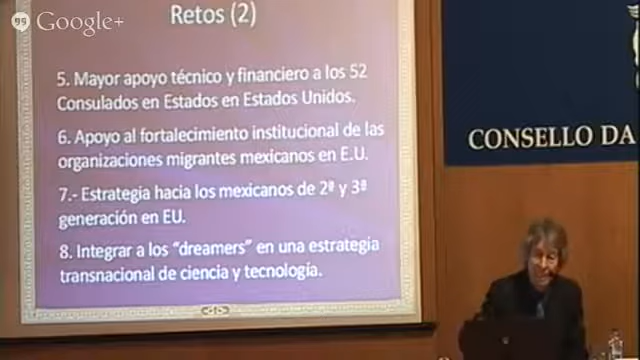 Google+
Retos (2)
5. Mayor apoyo técnico y financiero a los 52
Consulados en Estados en Estados Unidos.
6. Apoyo al fortalecimiento institucional de las
organizaciones migrantes mexicanos en E.U.
7.- Estrategia hacia los mexicanos de 2ª y 3ª
generación en EU.
8. Integrar a los “dreamers” en una estrategia
transnacional de ciencia y tecnología.
CONSELLO DA